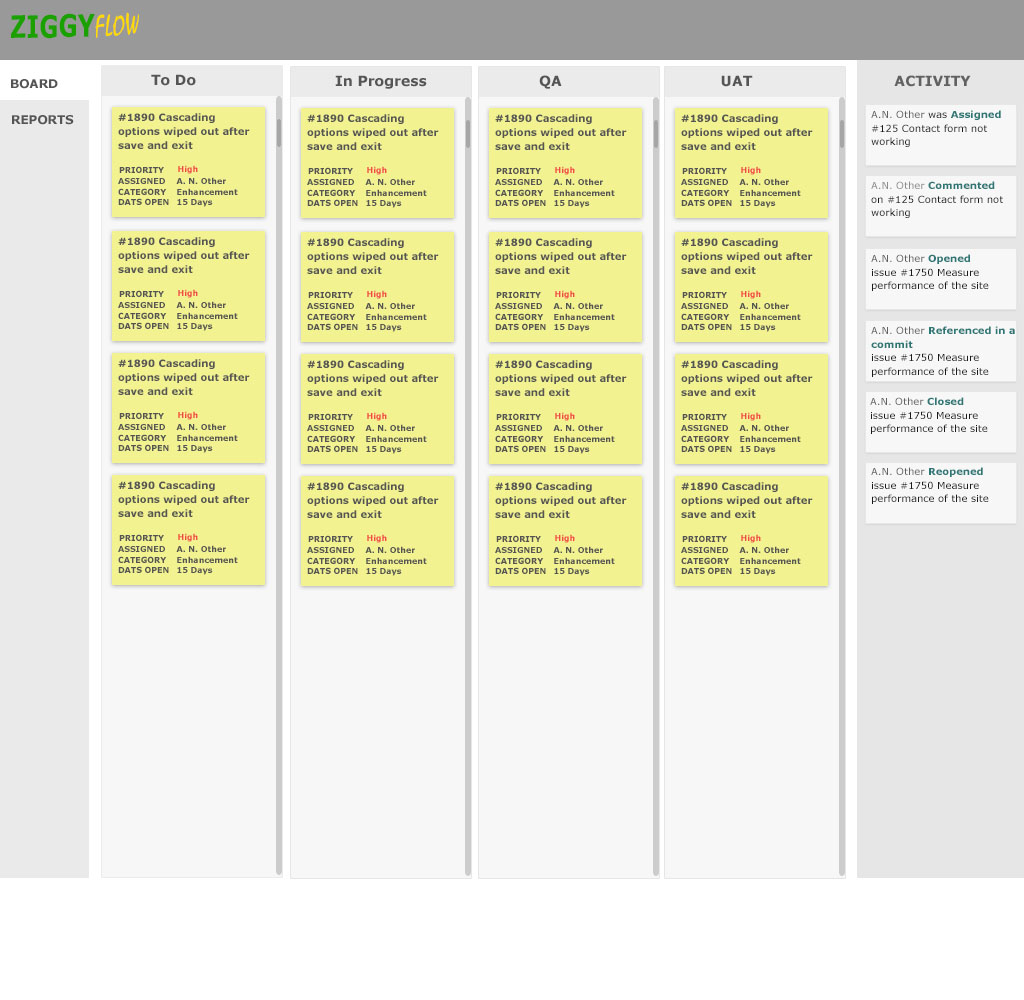 ZIGGYFLOW
BOARD
REPORTS
To Do
#1890 Cascading
options wiped out after
save and exit
PRIORITY High
ASSIGNED A. N. Other
CATEGORY Enhancement
DATS OPEN 15 Days
#1890 Cascading
options wiped out after
save and exit
PRIORITY High
ASSIGNED A. N. Other
CATEGORY Enhancement
DATS OPEN 15 Days
#1890 Cascading
options wiped out after
save and exit
PRIORITY High
ASSIGNED A. N. Other
CATEGORY Enhancement
DATS OPEN 15 Days
#1890 Cascading
options wiped out after
save and exit
PRIORITY High
ASSIGNED A. N. Other
CATEGORY Enhancement
DATS OPEN 15 Days
In Progress
#1890 Cascading
options wiped out after
save and exit
PRIORITY High
ASSIGNED A. N. Other
CATEGORY Enhancement
DATS OPEN 15 Days
#1890 Cascading
options wiped out after
save and exit
PRIORITY High
ASSIGNED A. N. Other
CATEGORY Enhancement
DATS OPEN 15 Days
#1890 Cascading
options wiped out after
save and exit
PRIORITY High
ASSIGNED A. N. Other
CATEGORY Enhancement
DATS OPEN 15 Days
#1890 Cascading
options wiped out after
save and exit
PRIORITY High
ASSIGNED A. N. Other
CATEGORY Enhancement
DATS OPEN 15 Days
QA
#1890 Cascading
options wiped out after
save and exit
PRIORITY High
ASSIGNED A. N. Other
CATEGORY Enhancement
DATS OPEN 15 Days
#1890 Cascading
options wiped out after
save and exit
PRIORITY High
ASSIGNED A. N. Other
CATEGORY Enhancement
DATS OPEN 15 Days
#1890 Cascading
options wiped out after
save and exit
PRIORITY High
ASSIGNED A. N. Other
CATEGORY Enhancement
DATS OPEN 15 Days
#1890 Cascading
options wiped out after
save and exit
PRIORITY High
ASSIGNED A. N. Other
CATEGORY Enhancement
DATS OPEN 15 Days
UAT
#1890 Cascading
options wiped out after
save and exit
PRIORITY High
ASSIGNED A. N. Other
CATEGORY Enhancement
DATS OPEN 15 Days
#1890 Cascading
options wiped out after
save and exit
PRIORITY High
ASSIGNED A. N. Other
CATEGORY Enhancement
DATS OPEN 15 Days
#1890 Cascading
options wiped out after
save and exit
PRIORITY High
ASSIGNED A. N. Other
CATEGORY Enhancement
DATS OPEN 15 Days
#1890 Cascading
options wiped out after
save and exit
PRIORITY High
ASSIGNED A. N. Other
CATEGORY Enhancement
DATS OPEN 15 Days
ACTIVITY
A.N. Other was Assigned
#125 Contact form not
working
A.N. Other Commented
on #125 Contact form not
working
A.N. Other Opened
issue #1750 Measure
performance of the site
A.N. Other Referenced in a
commit
issue #1750 Measure
performance of the site
A.N. Other Closed
issue #1750 Measure
performance of the site
A.N. Other Reopened
issue #1750 Measure
performance of the site